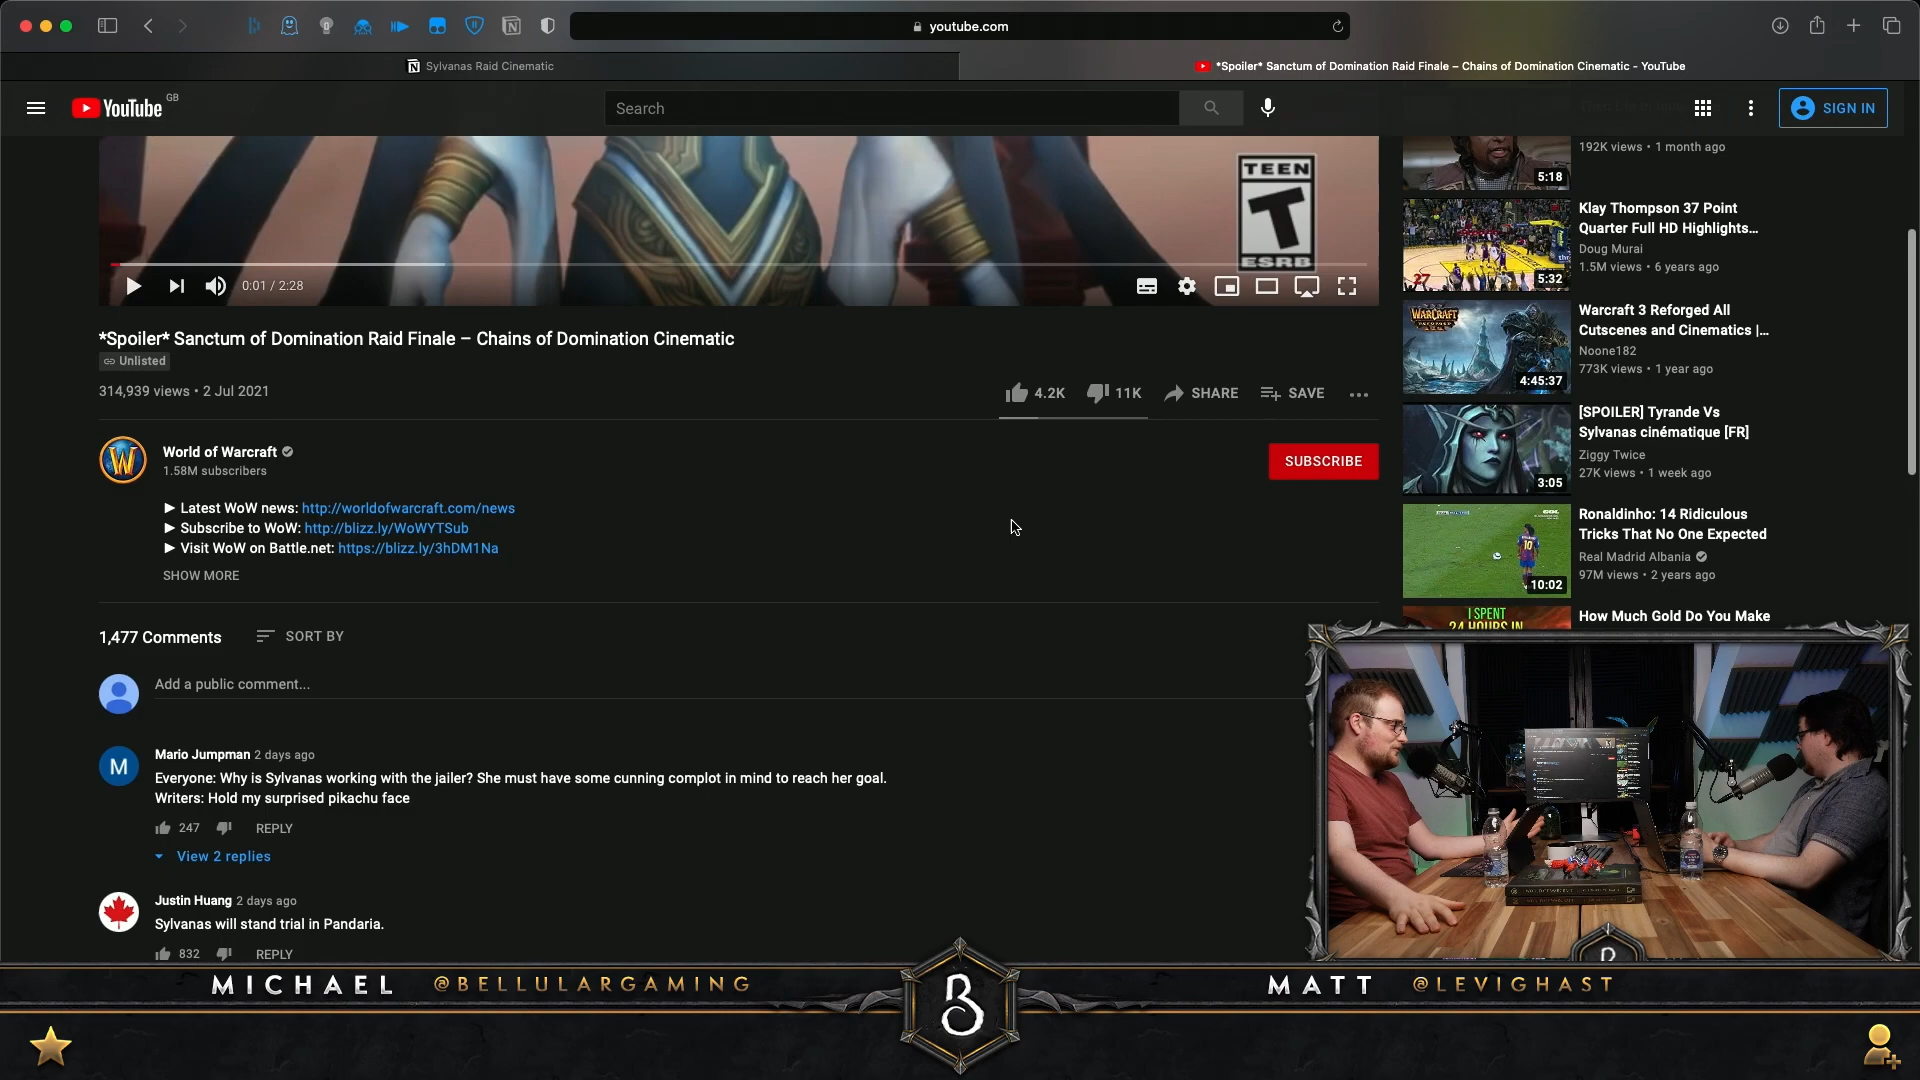 youtube.com
Sylvanas Raid Cinematic
*Spoiler* Sanctum of Domination Raid Finale – Chains of Domination Cinematic - YouTube
YouTube GB
Search
SIGN IN
TEEN
T
ESRB
0:01 / 2:28
*Spoiler* Sanctum of Domination Raid Finale – Chains of Domination Cinematic
Unlisted
314,939 views • 2 Jul 2021
4.2K
11K
SHARE
SAVE
World of Warcraft
1.58M subscribers
SUBSCRIBE
► Latest WoW news: http://worldofwarcraft.com/news
► Subscribe to WoW: http://blizz.ly/WoWYTSub
► Visit WoW on Battle.net: https://blizz.ly/3hDM1Na
SHOW MORE
1,477 Comments
SORT BY
Add a public comment...
M
Mario Jumpman 2 days ago
Everyone: Why is Sylvanas working with the jailer? She must have some cunning complot in mind to reach her goal.
Writers: Hold my surprised pikachu face
247
REPLY
View 2 replies
Justin Huang 2 days ago
Sylvanas will stand trial in Pandaria.
832
REPLY
192K views • 1 month ago
5:18
Klay Thompson 37 Point
Quarter Full HD Highlights...
Doug Murai
1.5M views • 6 years ago
5:32
Warcraft 3 Reforged All
Cutscenes and Cinematics |...
Noone182
773K views • 1 year ago
4:45:37
[SPOILER] Tyrande Vs
Sylvanas cinématique [FR]
Ziggy Twice
27K views • 1 week ago
3:05
Ronaldinho: 14 Ridiculous
Tricks That No One Expected
Real Madrid Albania
97M views • 2 years ago
10:02
I SPENT
24 HOURS IN
How Much Gold Do You Make
MICHAEL @BELLULARGAMING
B
MATT @LEVIGHAST